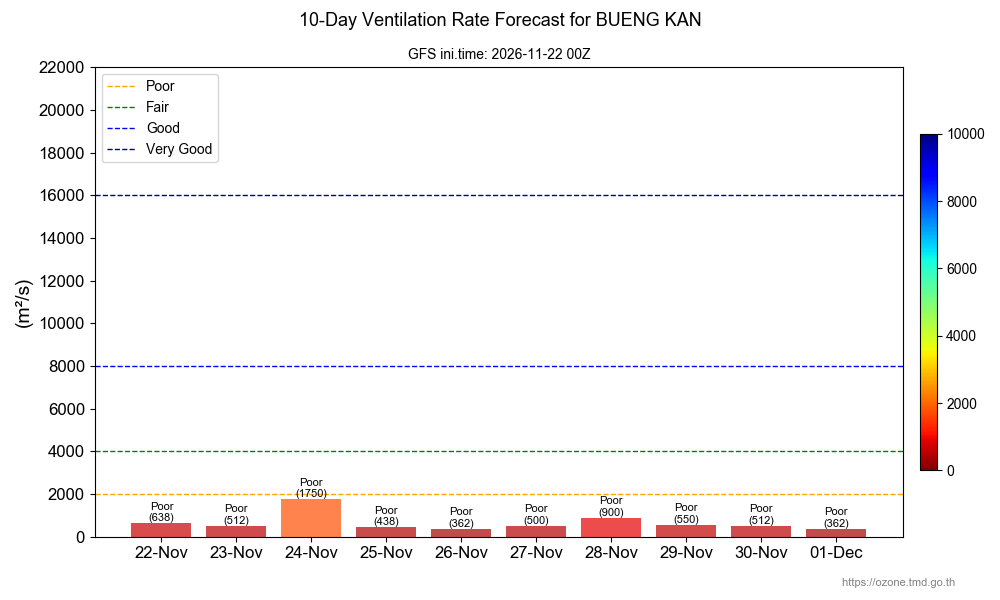 10-Day Ventilation Rate Forecast for BUENG KAN
GFS ini.time: 2026-11-22 00Z
22000
20000
18000
16000
14000
12000
10000
8000
6000
4000
2000
0
(m²/s)
Poor
Fair
Good
Very Good
Poor
(638)
Poor
(512)
Poor
(1750)
Poor
(438)
Poor
(362)
Poor
(500)
Poor
(900)
Poor
(550)
Poor
(512)
Poor
(362)
22-Nov 23-Nov 24-Nov 25-Nov 26-Nov 27-Nov 28-Nov 29-Nov 30-Nov 01-Dec
10000
8000
6000
4000
2000
0
https://ozone.tmd.go.th